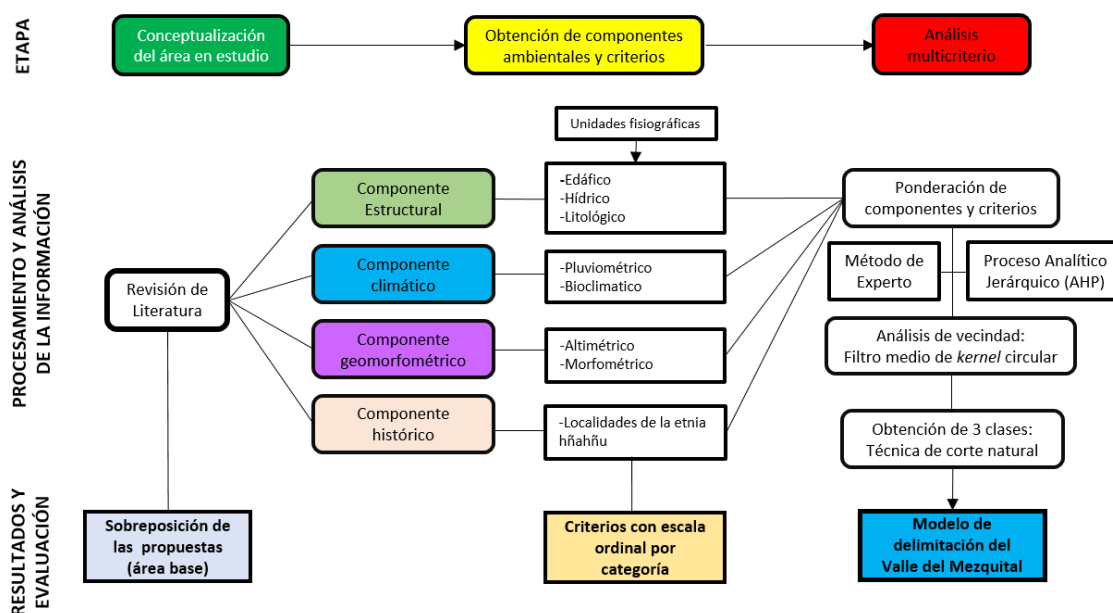 ETAPA
Conceptualización
del área en estudio
Obtención de componentes
ambientales y criterios
Análisis
multicriterio
PROCESAMIENTO Y ANÁLISIS
DE LA INFORMACIÓN
Revisión de
Literatura
Componente
Estructural
Componente
climático
Componente
geomorfométrico
Componente
histórico
Unidades fisiográficas
-Edáfico
-Hídrico
-Litológico
-Pluviométrico
-Bioclimatico
-Altimétrico
-Morfométrico
-Localidades de la etnia
hñahñu
Ponderación de
componentes y criterios
Método de
Experto
Proceso Analítico
Jerárquico (AHP)
Análisis de vecindad:
Filtro medio de kernel circular
Obtención de 3 clases:
Técnica de corte natural
RESULTADOS Y
EVALUACIÓN
Sobreposición de
las propuestas
(área base)
Criterios con escala
ordinal por
categoría
Modelo de
delimitación del
Valle del Mezquital